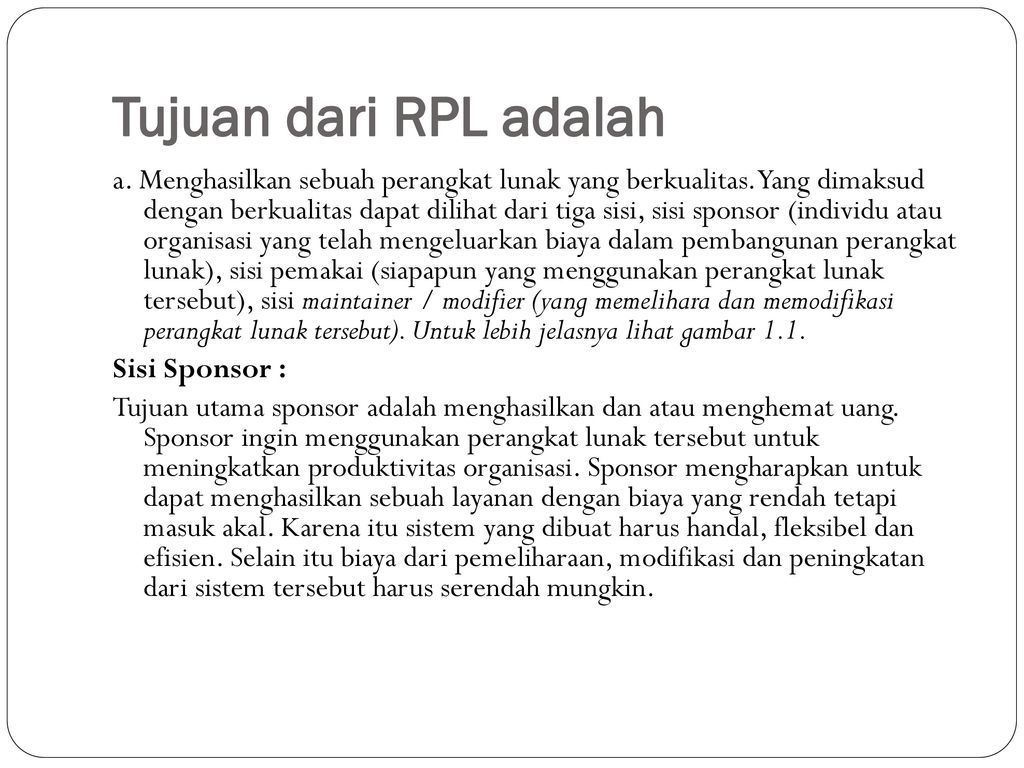 Tujuan dari RPL adalah
a. Menghasilkan sebuah perangkat lunak yang berkualitas. Yang dimaksud
dengan berkualitas dapat dilihat dari tiga sisi, sisi sponsor (individu atau
organisasi yang telah mengeluarkan biaya dalam pembangunan perangkat
lunak), sisi pemakai (siapapun yang menggunakan perangkat lunak
tersebut), sisi maintainer / modifier (yang memelihara dan memodifikasi
perangkat lunak tersebut). Untuk lebih jelasnya lihat gambar 1.1.
Sisi Sponsor :
Tujuan utama sponsor adalah menghasilkan dan atau menghemat uang.
Sponsor ingin menggunakan perangkat lunak tersebut untuk
meningkatkan produktivitas organisasi. Sponsor mengharapkan untuk
dapat menghasilkan sebuah layanan dengan biaya yang rendah tetapi
masuk akal. Karena itu sistem yang dibuat harus handal, fleksibel dan
efisien. Selain itu biaya dari pemeliharaan, modifikasi dan peningkatan
dari sistem tersebut harus serendah mungkin.